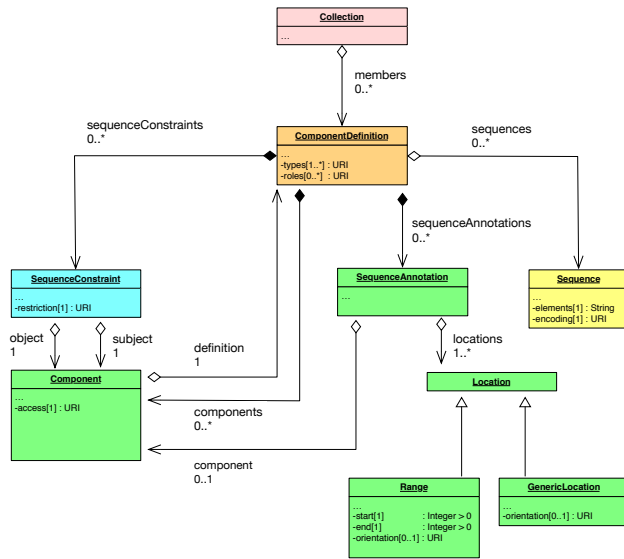 Collection
...
members
0..*
sequenceConstraints
0..*
ComponentDefinition
...
-types[1..*] : URI
-roles[0..*] : URI
sequences
0..*
sequenceAnnotations
0..*
SequenceConstraint
...
-restriction[1] : URI
SequenceAnnotation
...
Sequence
...
-elements[1] : String
-encoding[1] : URI
object
1
subject
1
definition
1
locations
1..*
Component
...
-access[1] : URI
Location
components
0..*
component
0..1
Range
...
-start[1] : Integer > 0
-end[1] : Integer > 0
-orientation[0..1] : URI
GenericLocation
...
-orientation[0..1] : URI